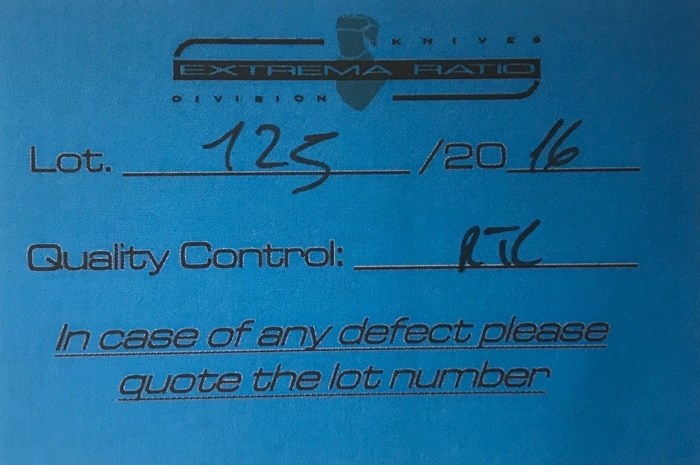 KNIVES
EXTREMA RATIO
DIVISION
Lot. 125 /2016
Quality Control: RTC
In case of any defect please
quote the lot number